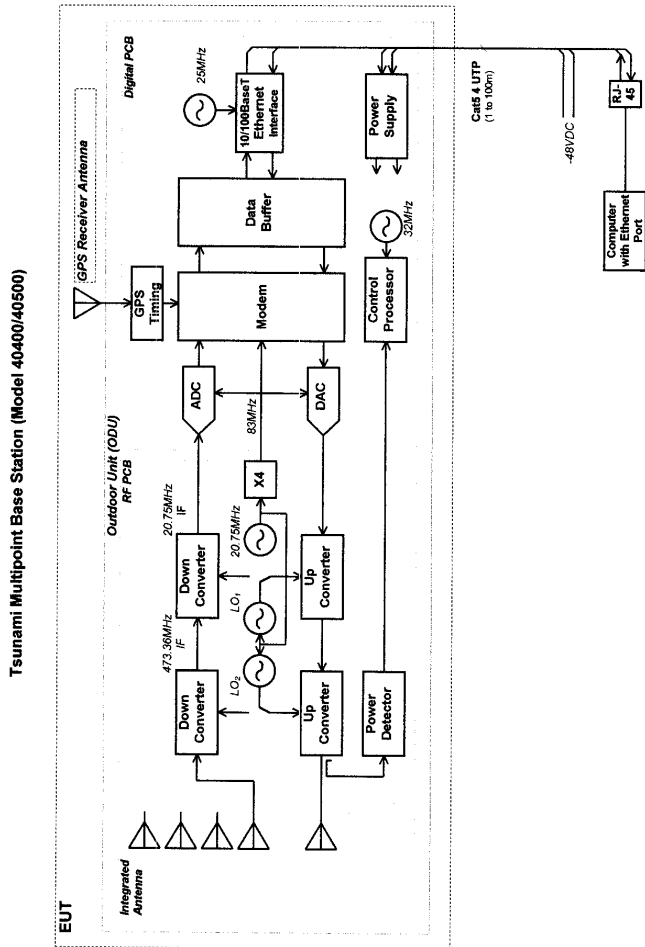 Tsunami Multipoint Base Station (Model 40400/40500)
EUT
GPS Receiver Antenna
Outdoor Unit (ODU)
RF PCB
Digital PCB
Integrated
Antenna
GPS
Timing
25MHz
473.36MHz
IF
20.75MHz
IF
Down
Converter
Down
Converter
ADC
Modem
Data
Buffer
10/100BaseT
Ethernet
Interface
LO2
LO1
20.75MHz
X4
83MHz
Up
Converter
Up
Converter
DAC
Power
Detector
Control
Processor
32MHz
Power
Supply
Cat5 4 UTP
(1 to 100m)
-48VDC
RJ-
45
Computer
with Ethernet
Port